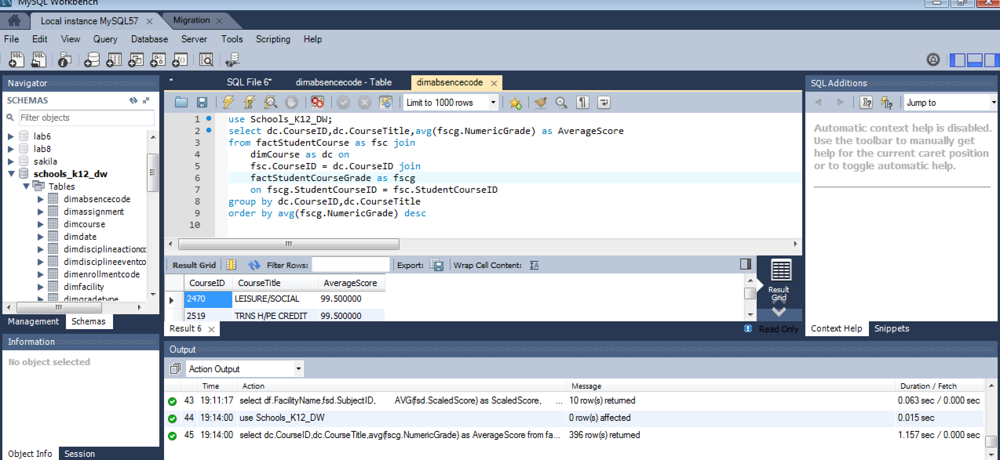 MySQL Workbench
Local instance MySQL57
Migration
File Edit View Query Database Server Tools Scripting Help
SQL SQL
Navigator
SCHEMAS
Filter objects
lab6
lab8
sakila
schools_k12_dw
Tables
dimabsencecode
dimassignment
dimcourse
dimdate
dimdisciplineactionco
dimdisciplineeventco
dimenrollmentcode
dimfacility
dimgradetype
Management Schemas
Information
No object selected
Object Info Session
* SQL File 6* dimabsencecode - Table dimabsencecode
Limit to 1000 rows
1 use Schools_K12_DW;
2 select dc.CourseID,dc.CourseTitle,avg(fscg.NumericGrade) as AverageScore
3 from factStudentCourse as fsc join
4 dimCourse as dc on
5 fsc.CourseID = dc.CourseID join
6 factStudentCourseGrade as fscg
7 on fscg.StudentCourseID = fsc.StudentCourseID
8 group by dc.CourseID,dc.CourseTitle
9 order by avg(fscg.NumericGrade) desc
10
Result Grid Filter Rows: Export: Wrap Cell Content:
CourseID CourseTitle AverageScore
2470 LEISURE/SOCIAL 99.500000
2519 TRNS H/PE CREDIT 99.500000
Result Grid
Result 6
Read Only
SQL Additions
Jump to
Automatic context help is disabled.
Use the toolbar to manually get
help for the current caret position
or to toggle automatic help.
Context Help Snippets
Output
Action Output
Time Action Message Duration / Fetch
43 19:11:17 select df.FacilityName,fsd.SubjectID, AVG(fsd.ScaledScore) as ScaledScore, ... 10 row(s) returned 0.063 sec / 0.000 sec
44 19:14:00 use Schools_K12_DW 0 row(s) affected 0.015 sec
45 19:14:00 select dc.CourseID,dc.CourseTitle,avg(fscg.NumericGrade) as AverageScore from fa... 396 row(s) returned 1.157 sec / 0.000 sec